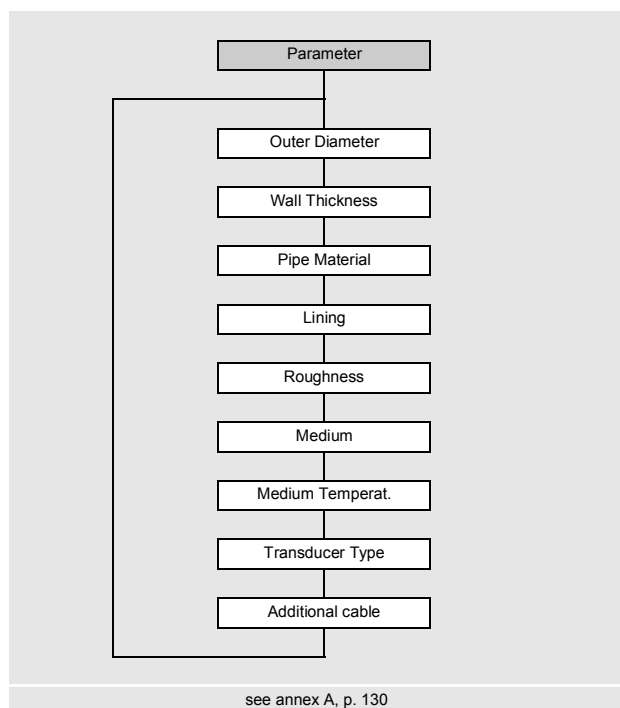 Parameter
Outer Diameter
Wall Thickness
Pipe Material
Lining
Roughness
Medium
Medium Temperat.
Transducer Type
Additional cable
see annex A, p. 130